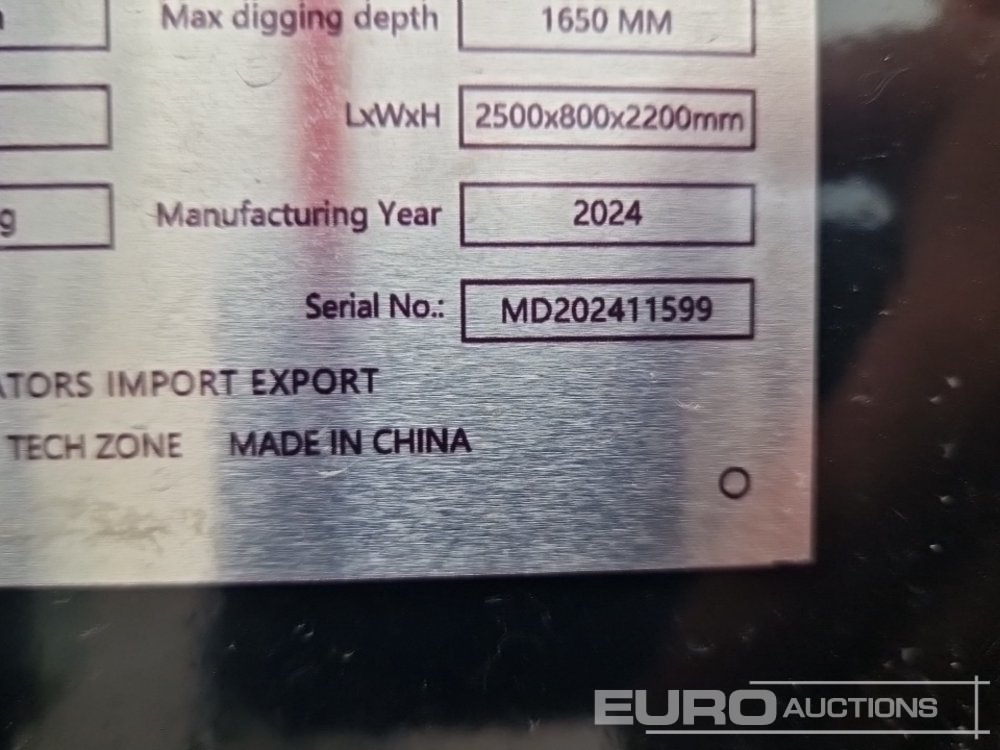 Max digging depth 1650 MM
LxWxH 2500x800x2200mm
g Manufacturing Year 2024
Serial No.: MD202411599
ATORS IMPORT EXPORT
TECH ZONE MADE IN CHINA
EURO AUCTIONS